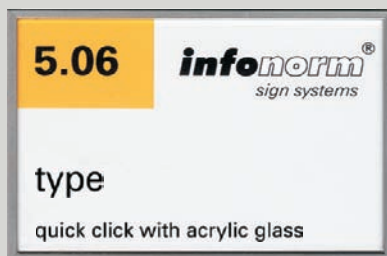 5.06
infonorm®
sign systems
type
quick click with acrylic glass